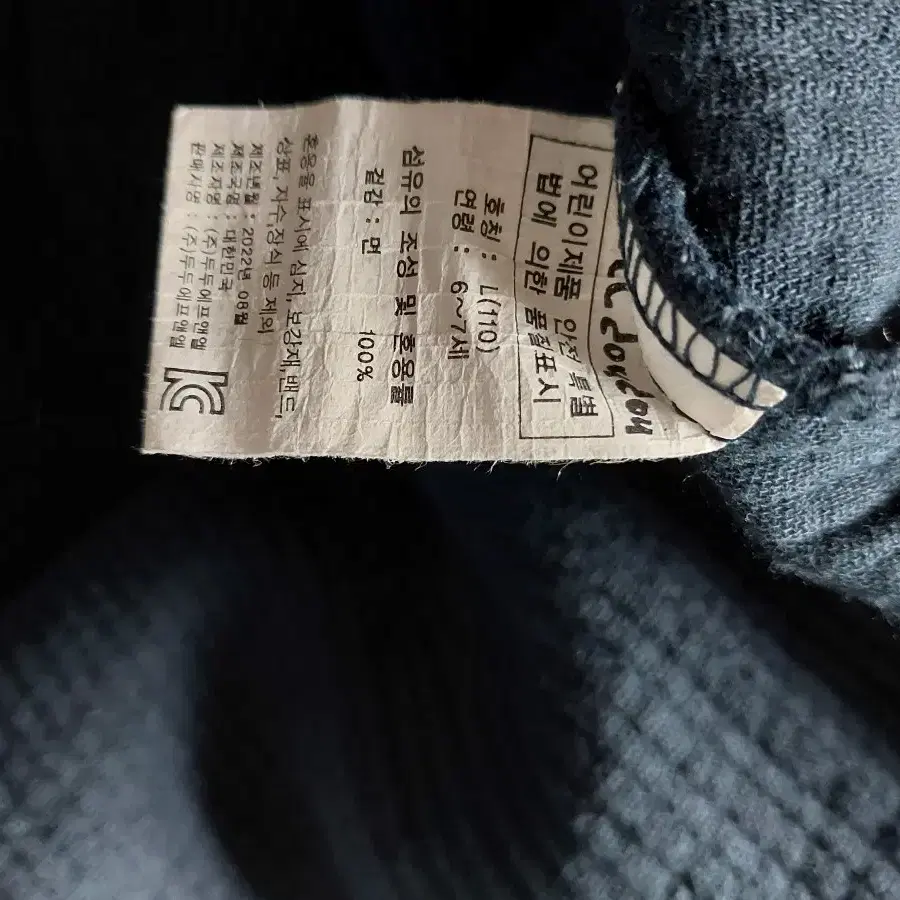 어린이제품 안전 특별
법에 의한 품질표시
호칭 : L(110)
연령 : 6~7세
섬유의 조성 및 혼용률
겉감 : 면 100%
혼용율 표시에 심지, 보강재 밴드,
상표, 자수,장식 등 제외
제조년월 : 2022년 08월
제조국명 : 대한민국
제조자명 : (주)두두에프앤엘
판매자명 : (주)두두에프앤엘